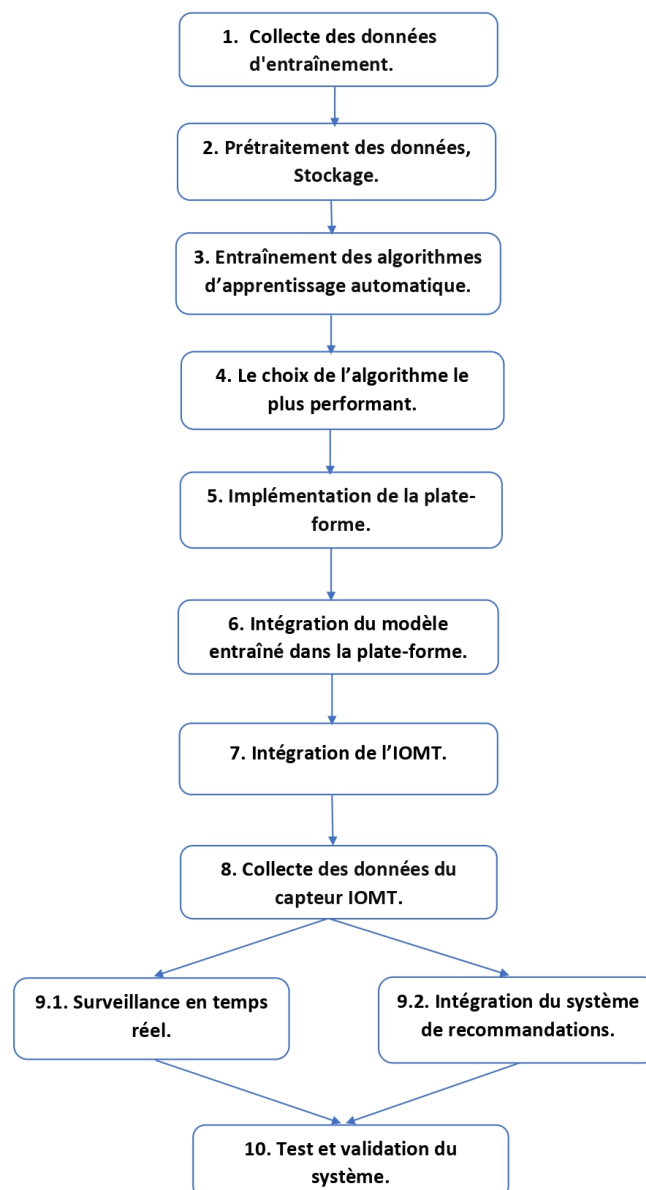 1. Collecte des données
d'entraînement.
2. Prétraitement des données,
Stockage.
3. Entraînement des algorithmes
d’apprentissage automatique.
4. Le choix de l’algorithme le
plus performant.
5. Implémentation de la plate-
forme.
6. Intégration du modèle
entraîné dans la plate-forme.
7. Intégration de l’IOMT.
8. Collecte des données du
capteur IOMT.
9.1. Surveillance en temps
réel.
9.2. Intégration du système
de recommandations.
10. Test et validation du
système.